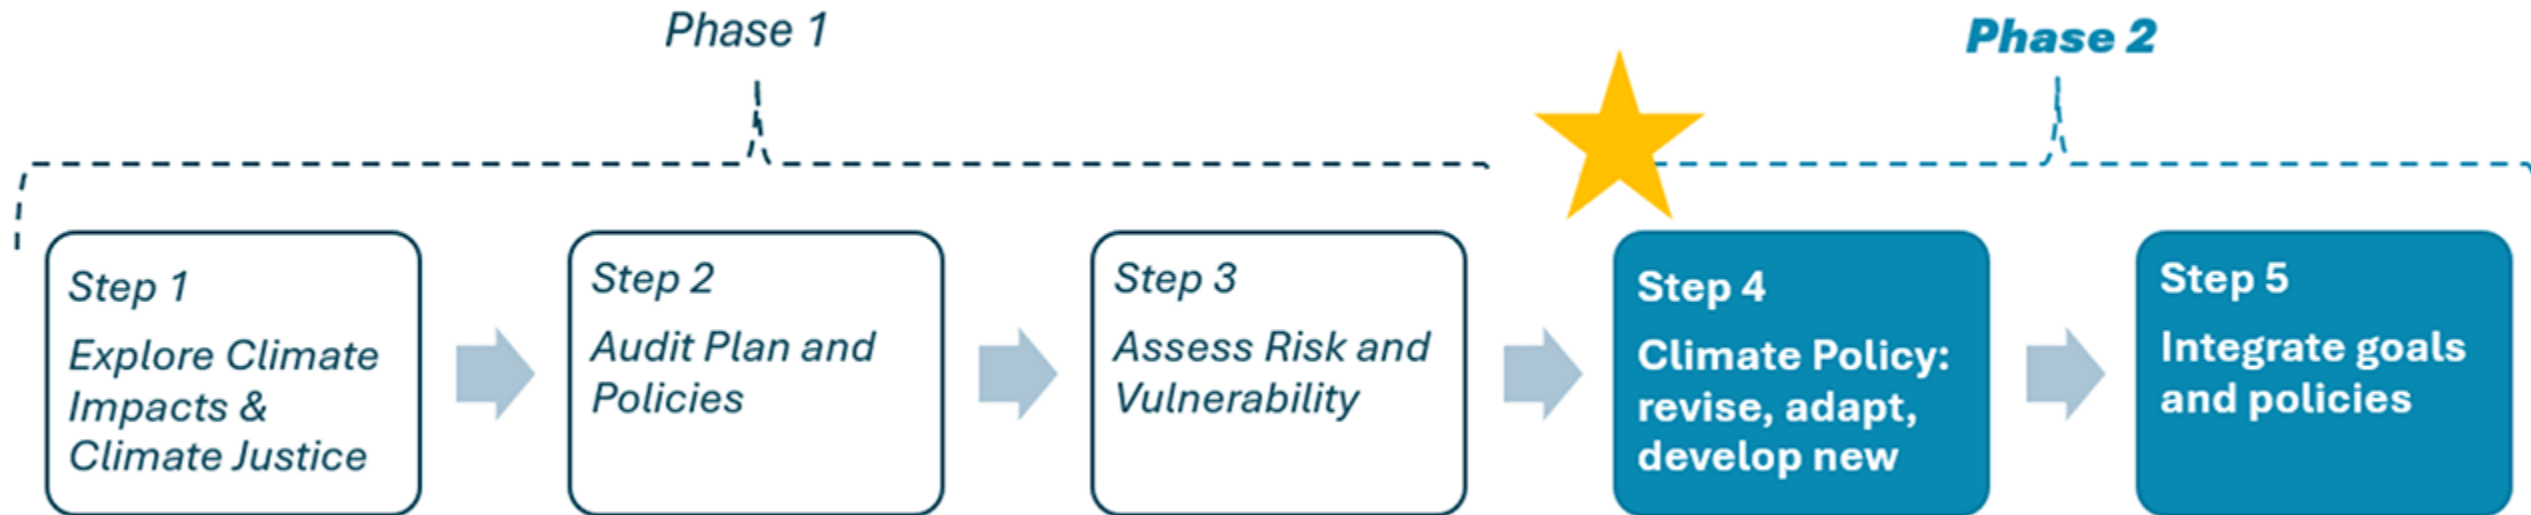 Phase 1
Phase 2
Step 1
Explore Climate
Impacts &
Climate Justice
Step 2
Audit Plan and
Policies
Step 3
Assess Risk and
Vulnerability
Step 4
Climate Policy:
revise, adapt,
develop new
Step 5
Integrate goals
and policies